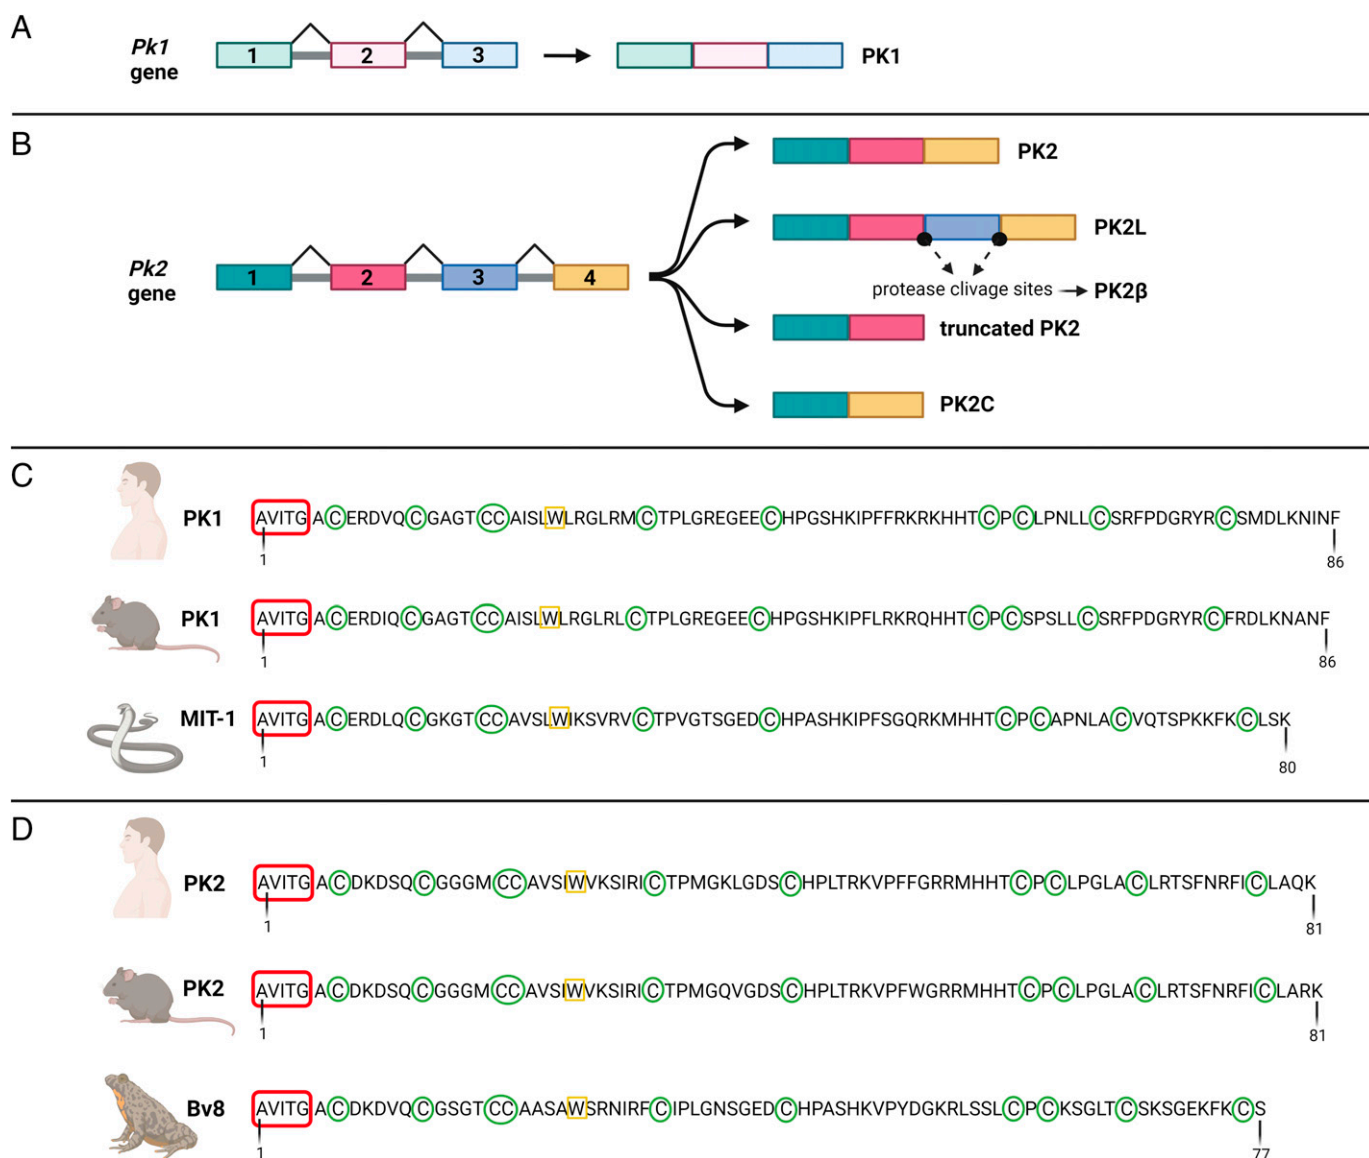 A
Pk1 gene
1 2 3
PK1
B
PK2
PK2L
Pk2 gene
1 2 3 4
protease clivage sites
PK2β
truncated PK2
PK2C
C
PK1
AVITGACERDVQCGAGTCCAISLWLRGLRMCTPLGREGEECHPGSHKIPFFRKRKHHTCPCLPNLLCSRFPDGRYRCSMDLKNINF
1
86
PK1
AVITGACERDIQCGAGTCCAISLWLRGLRLCTPLGREGEECHPGSHKIPFLRKRQHHTCPCSPSLLCSRFPDGRYRCFRDLKNANF
1
86
MIT-1
AVITGACERDLQCGKGTCCAVSLWIKSVRVCTPVGTSGEDCHPASHKIPFSGQRKMHHTCPCAPNLACVQTSPKKFKCLSK
1
80
D
PK2
AVITGACDKDSQCGGGMCCAVSIWVKSIRICTPMGKLGDSCHPLTRKVPFFGRRMHHTCPCLPGLACLRTSFNRFICLAQK
1
81
PK2
AVITGACDKDSQCGGGMCCAVSIWVKSIRICTPMGQVGDSCHPLTRKVPFWGRRMHHTCPCLPGLACLRTSFNRFICLARK
1
81
Bv8
AVITGACDKDVQCGSGTCCAASAWSRNIRFCIPLGNSGEDCHPASHKVPYDGKRLSSLCPCKSGLTCSKSGEKFKCS
1
77